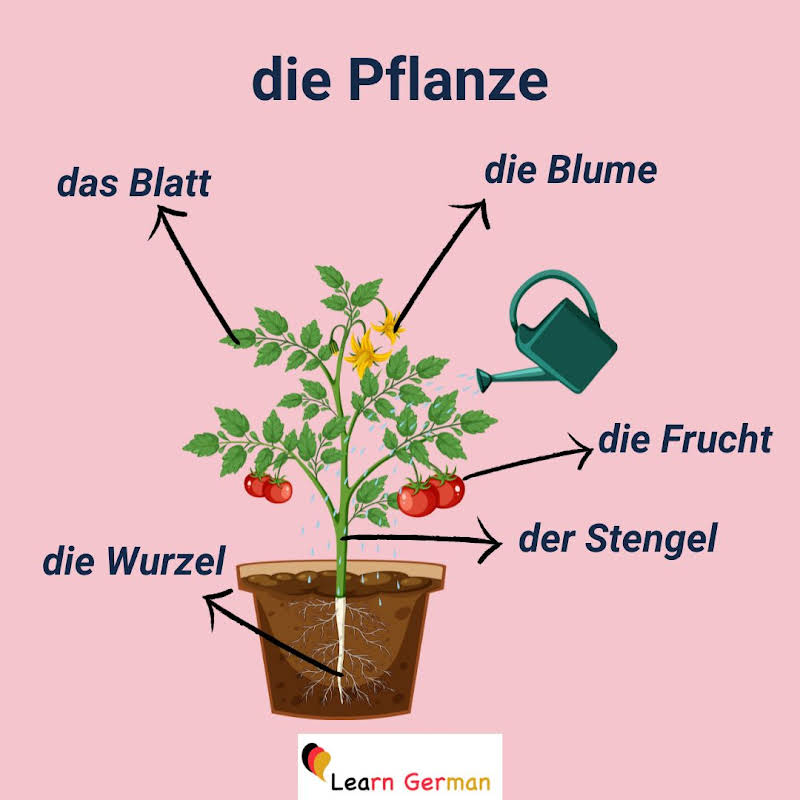 die Pflanze
das Blatt
die Blume
die Frucht
der Stengel
die Wurzel
Learn German